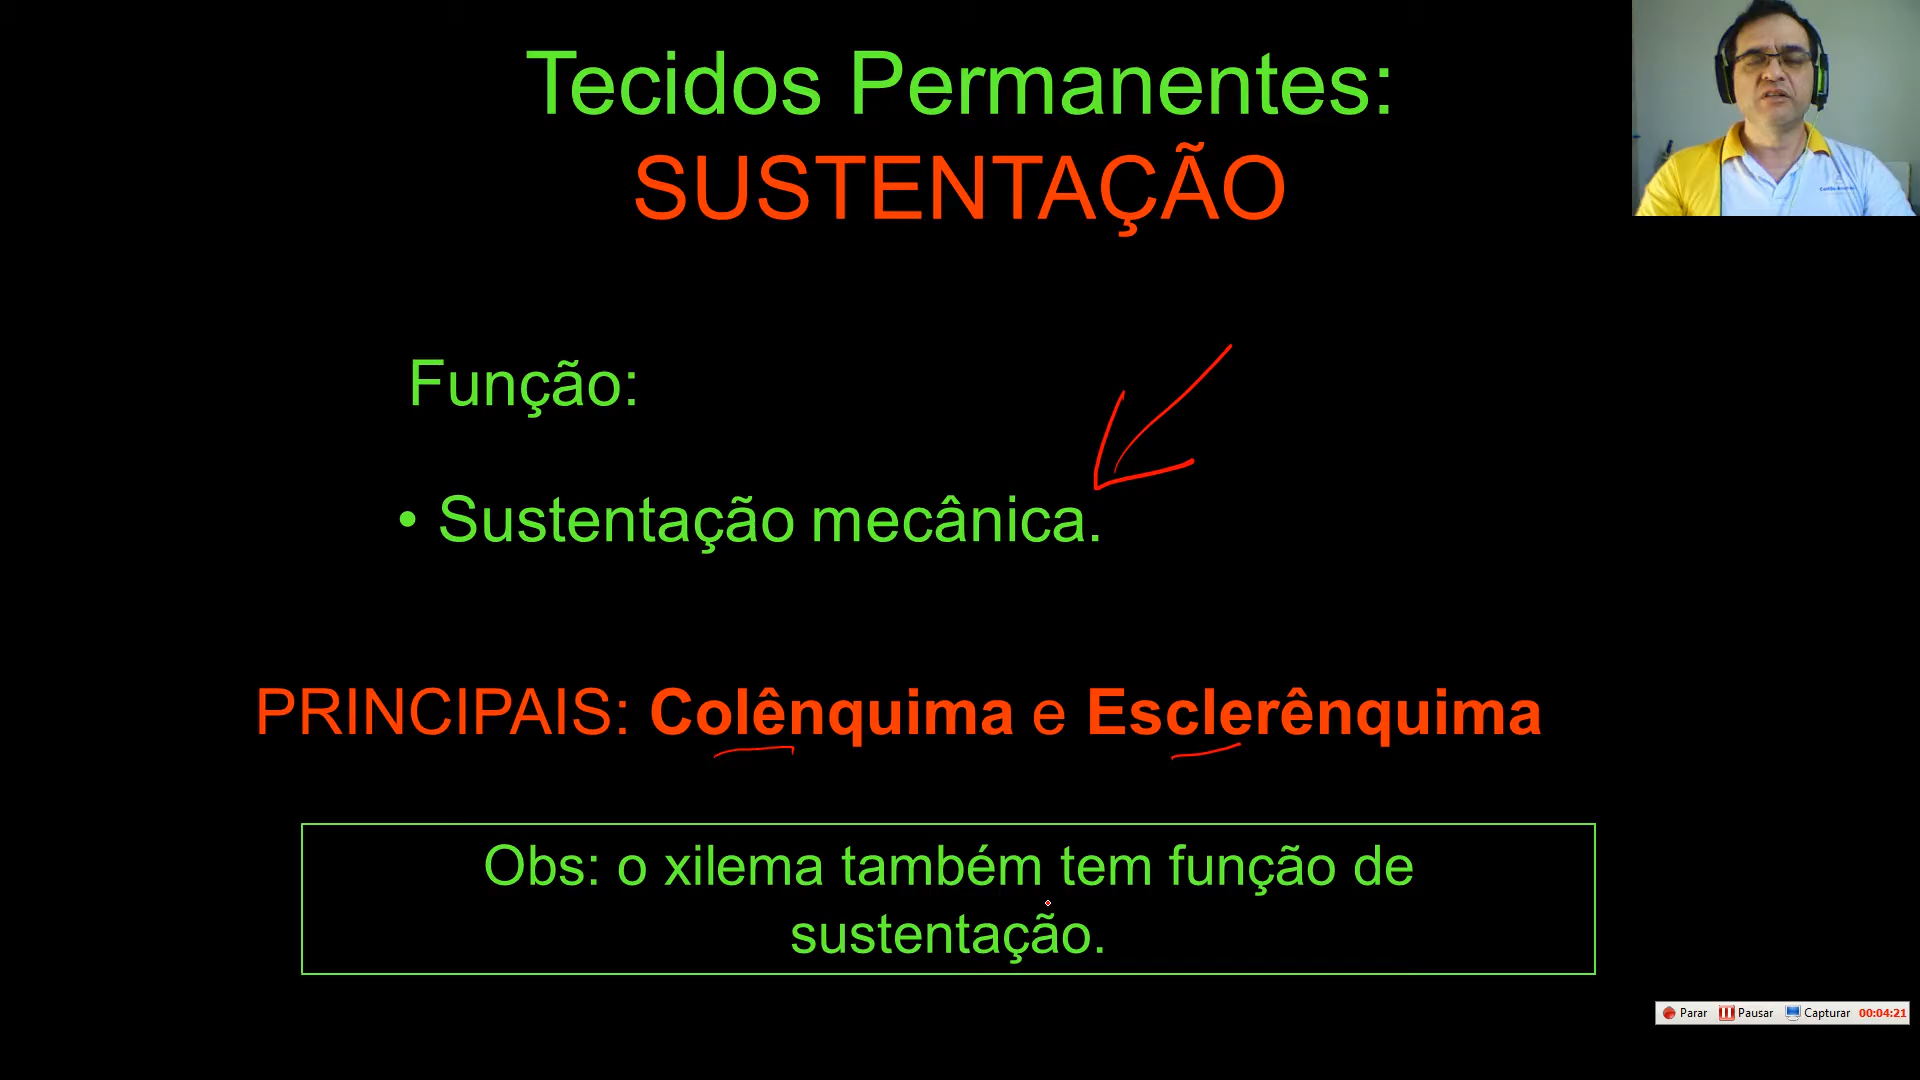 Tecidos Permanentes:
SUSTENTAÇÃO
Função:
• Sustentação mecânica.
PRINCIPAIS: Colênquima e Esclerênquima
Obs: o xilema também tem função de
sustentação.
Parar Pausar Capturar 00:04:21